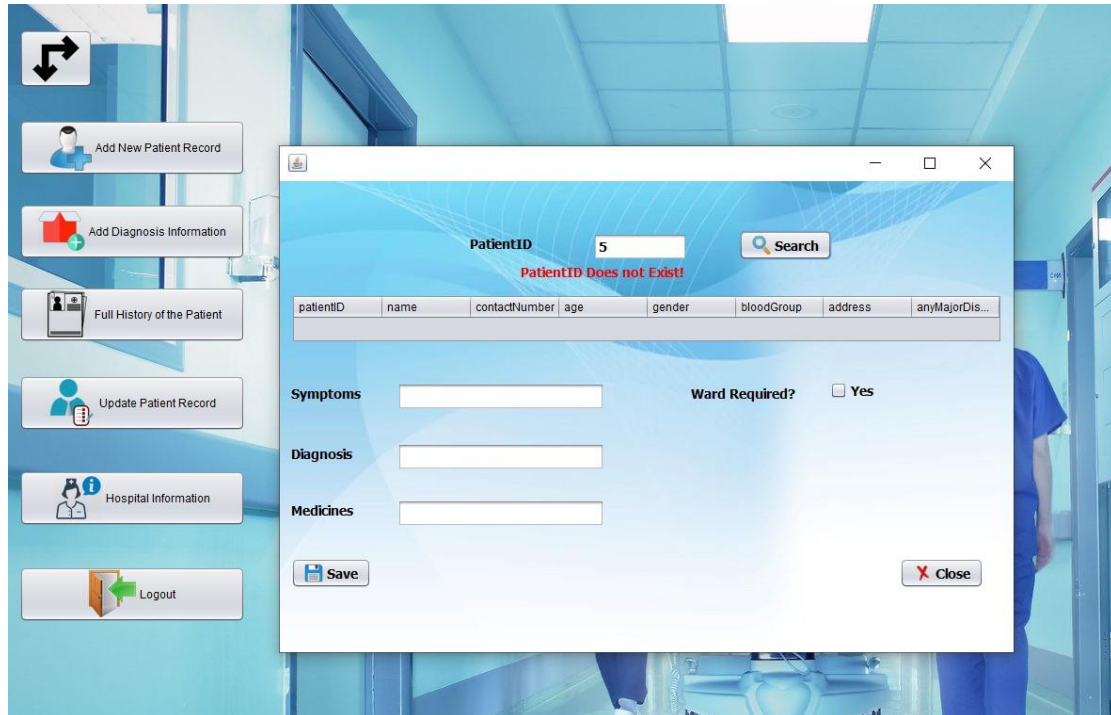 Add New Patient Record
Add Diagnosis Information
Full History of the Patient
Update Patient Record
Hospital Information
Logout
PatientID 5 Search
PatientID Does not Exist!
patientID name contactNumber age gender bloodGroup address anyMajorDis...
Symptoms Ward Required? Yes
Diagnosis
Medicines
Save Close